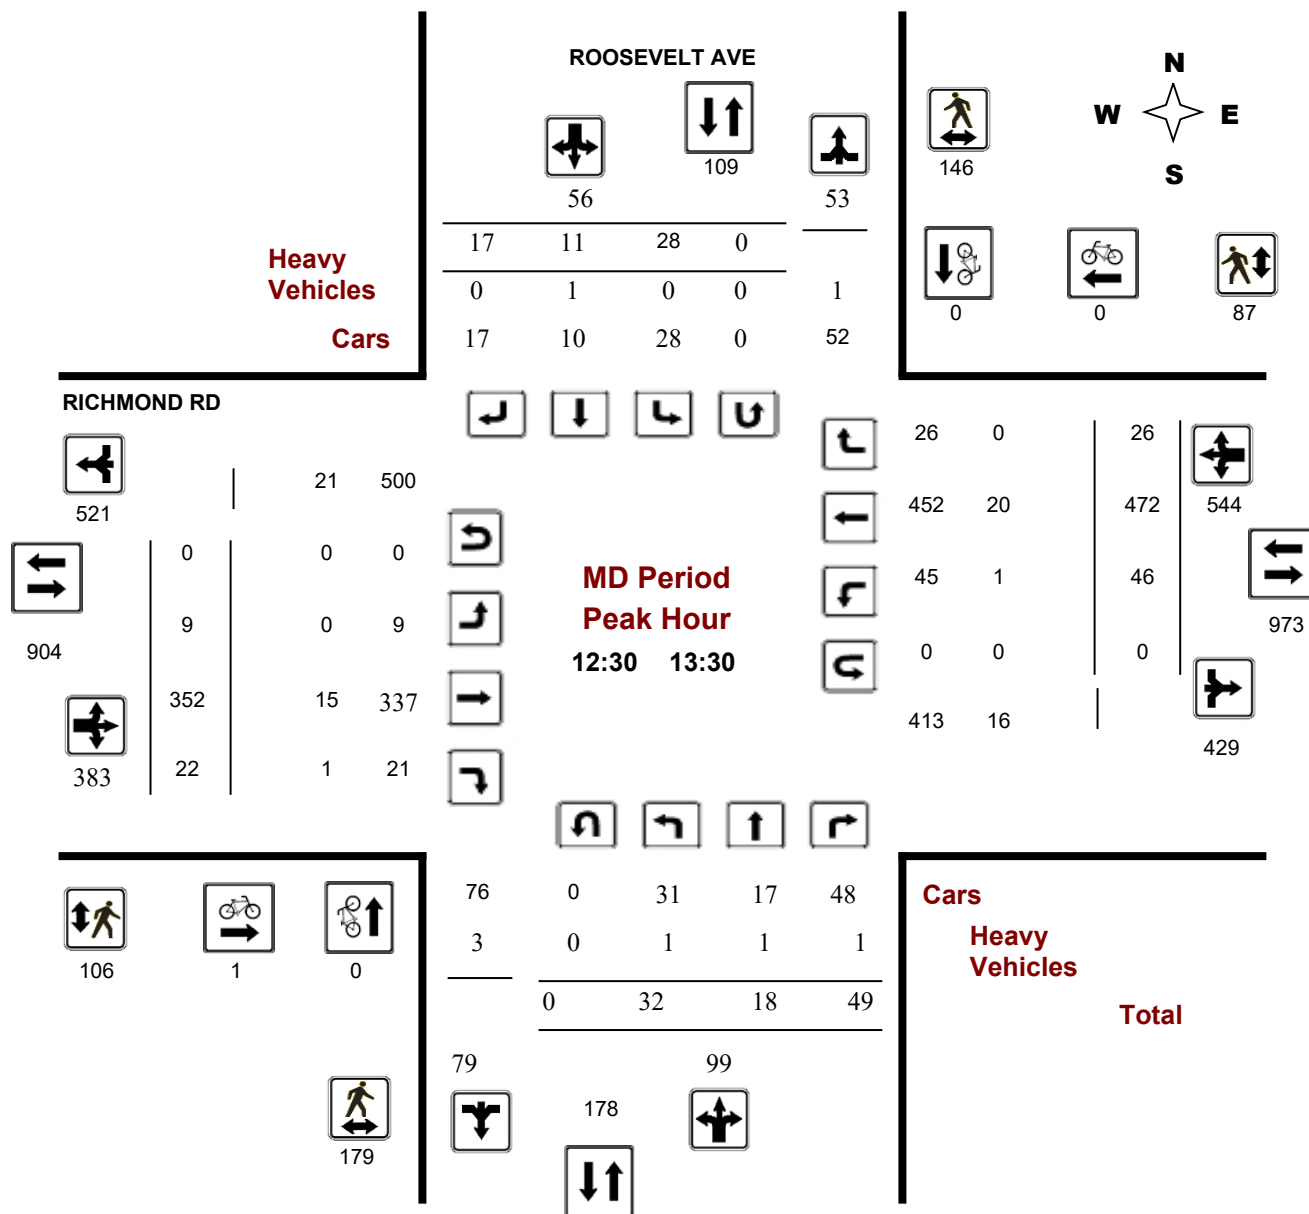 ROOSEVELT AVE
N
W E
S
109
146
56 53
17 11 28 0
Heavy
Vehicles
0 1 0 0 1
Cars
17 10 28 0 52
0 0 87
RICHMOND RD
26 0 26
21 500
521
452 20 472 544
0 0 0
MD Period
45 1 46
Peak Hour
9 0 9
973
904
12:30 13:30
0 0 0
352 15 337
413 16
429
383
22 1 21
76 0 31 17 48
Cars
3 0 1 1 1
Heavy
Vehicles
106 1 0
0 32 18 49
Total
79 99
178
179